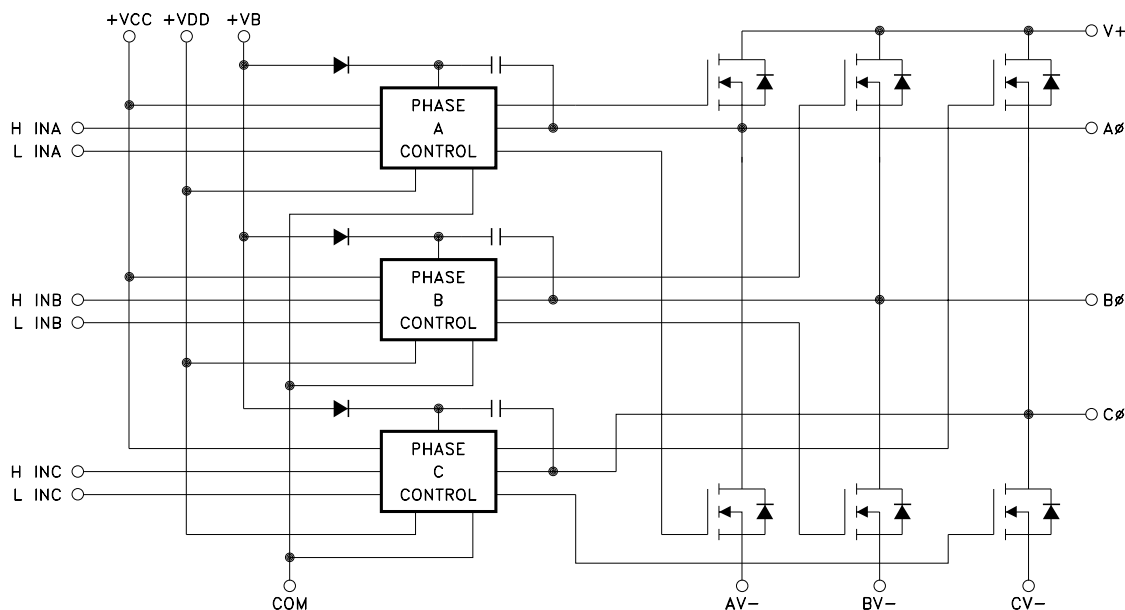 +VCC +VDD +VB
V+
PHASE
A
CONTROL
H INA
L INA
AØ
PHASE
B
CONTROL
H INB
L INB
BØ
CØ
PHASE
C
CONTROL
H INC
L INC
COM
AV-
BV-
CV-